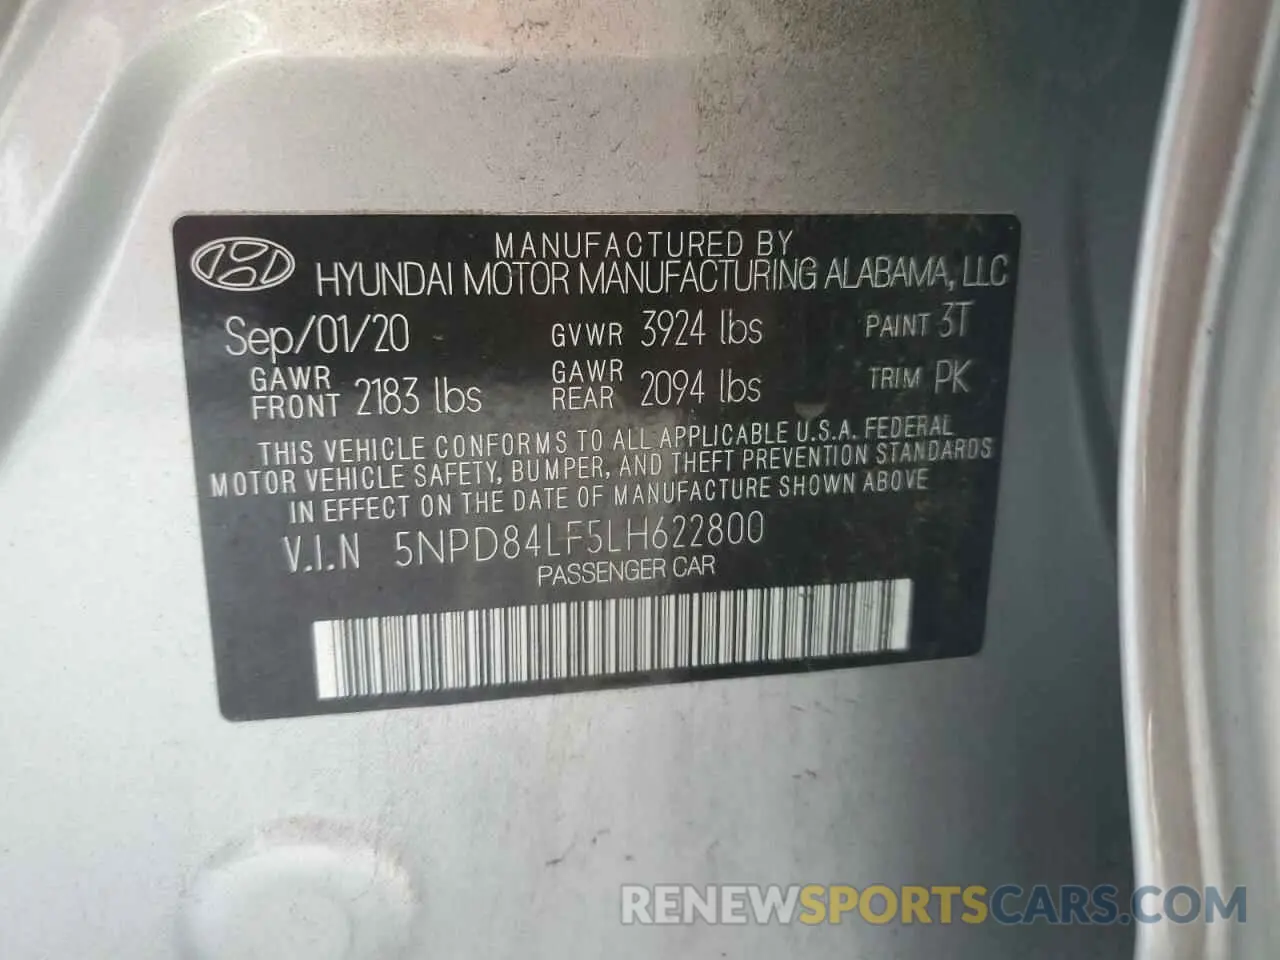 MANUFACTURED BY
HYUNDAI MOTOR MANUFACTURING ALABAMA, LLC
Sep/01/20 GVWR 3924 lbs PAINT 3T
GAWR FRONT 2183 lbs GAWR REAR 2094 lbs TRIM PK
THIS VEHICLE CONFORMS TO ALL APPLICABLE U.S.A. FEDERAL
MOTOR VEHICLE SAFETY, BUMPER, AND THEFT PREVENTION STANDARDS
IN EFFECT ON THE DATE OF MANUFACTURE SHOWN ABOVE
V.I.N 5NPD84LF5LH622800
PASSENGER CAR
RENEWSPORTSCARS.COM